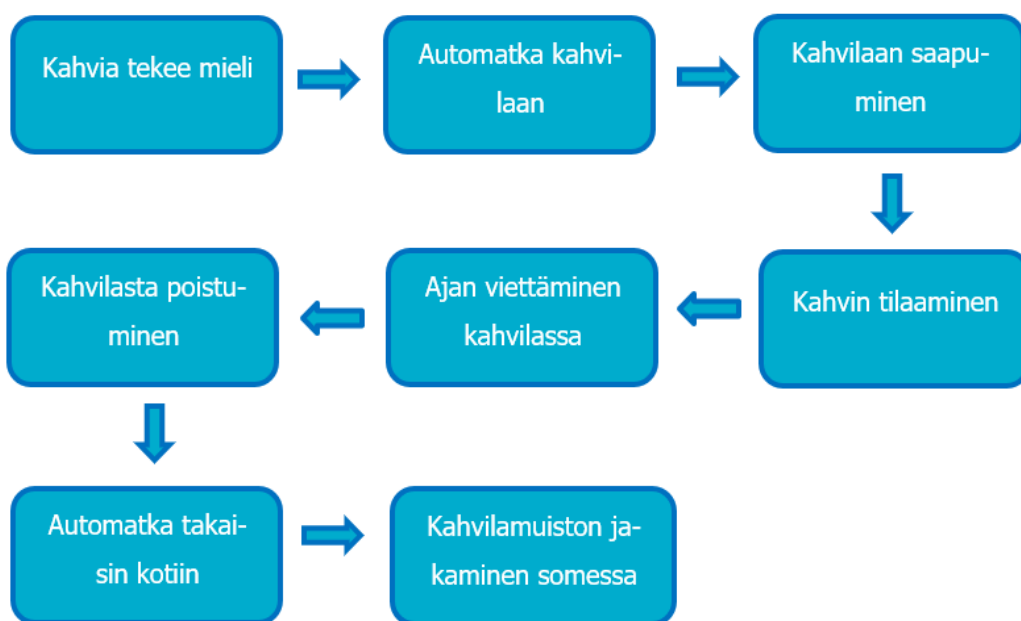 Kahvia tekee mieli
Automatka kahvi-
laan
Kahvilaan saapu-
minen
Kahvin tilaaminen
Ajan viettäminen
kahvilassa
Kahvilasta poistu-
minen
Automatka takai-
sin kotiin
Kahvilamuiston ja-
kaminen somessa